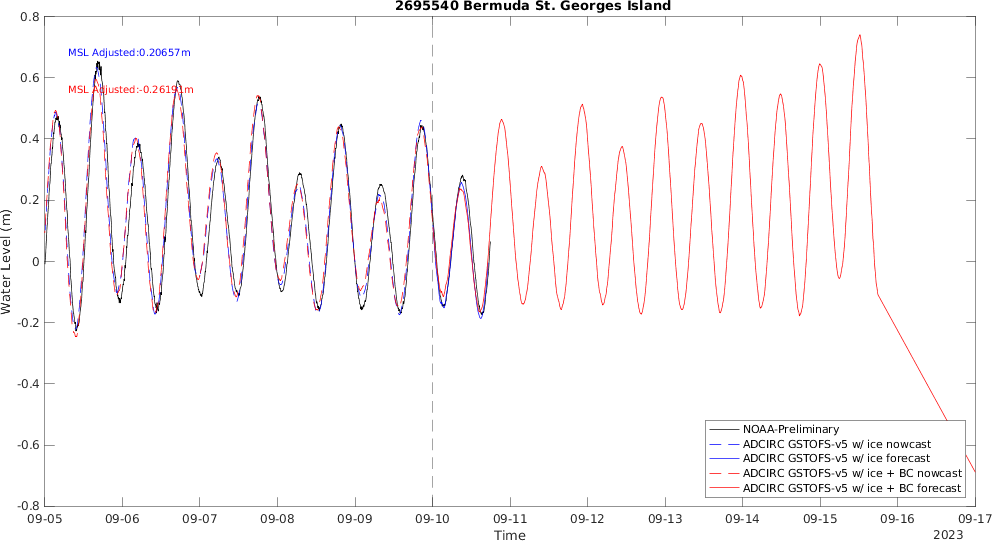 2695540 Bermuda St. Georges Island
MSL Adjusted:0.20657m
MSL Adjusted:-0.26191m
Water Level (m)
0.8
0.6
0.4
0.2
0
-0.2
-0.4
-0.6
-0.8
NOAA-Preliminary
ADCIRC GSTOFS-v5 w/ ice nowcast
ADCIRC GSTOFS-v5 w/ ice forecast
ADCIRC GSTOFS-v5 w/ ice + BC nowcast
ADCIRC GSTOFS-v5 w/ ice + BC forecast
09-05 09-06 09-07 09-08 09-09 09-10 09-11 09-12 09-13 09-14 09-15 09-16 09-17
Time
2023